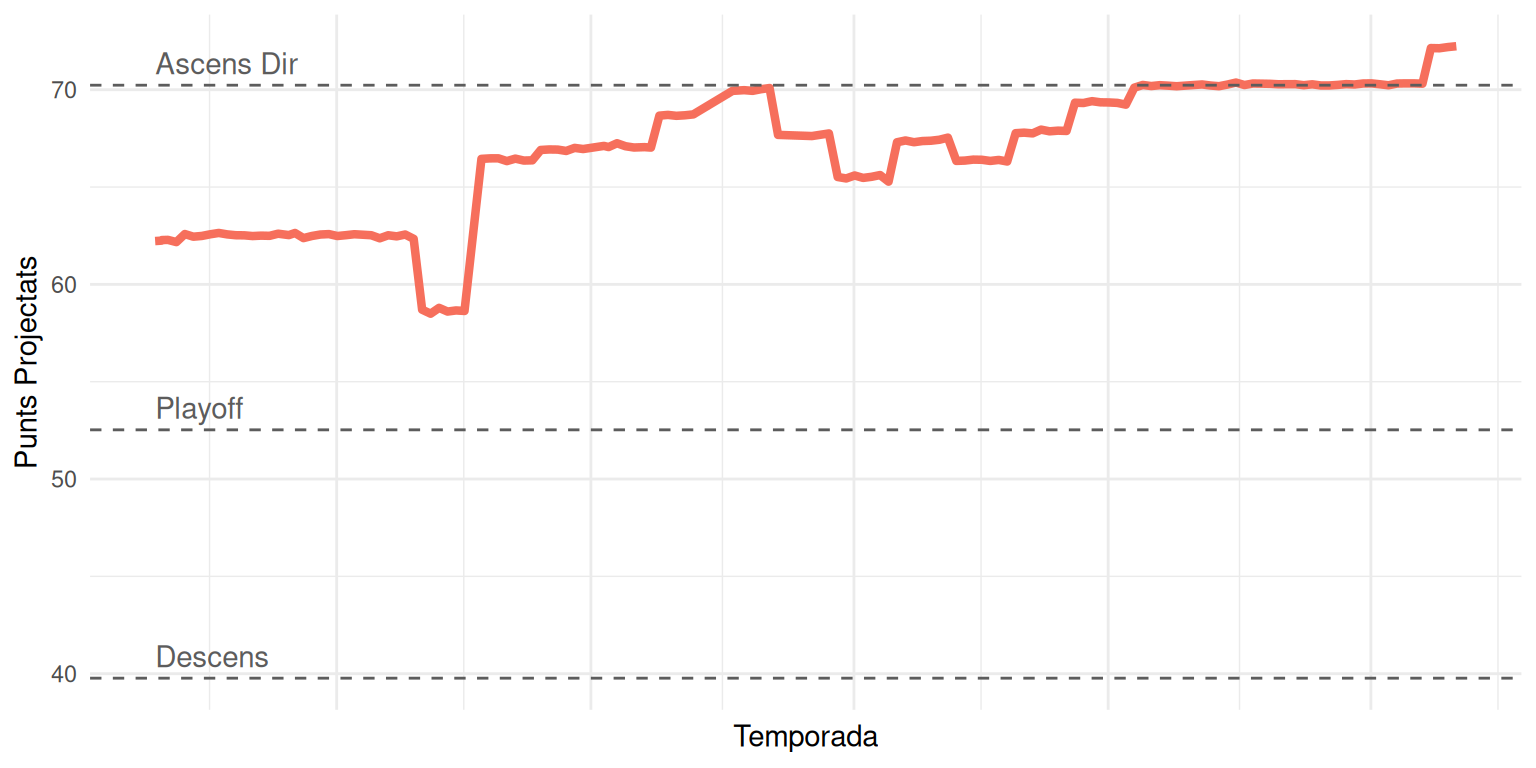 Ascens Dir
70
60
Playoff
50
Descens
40
Punts Projectats
Temporada